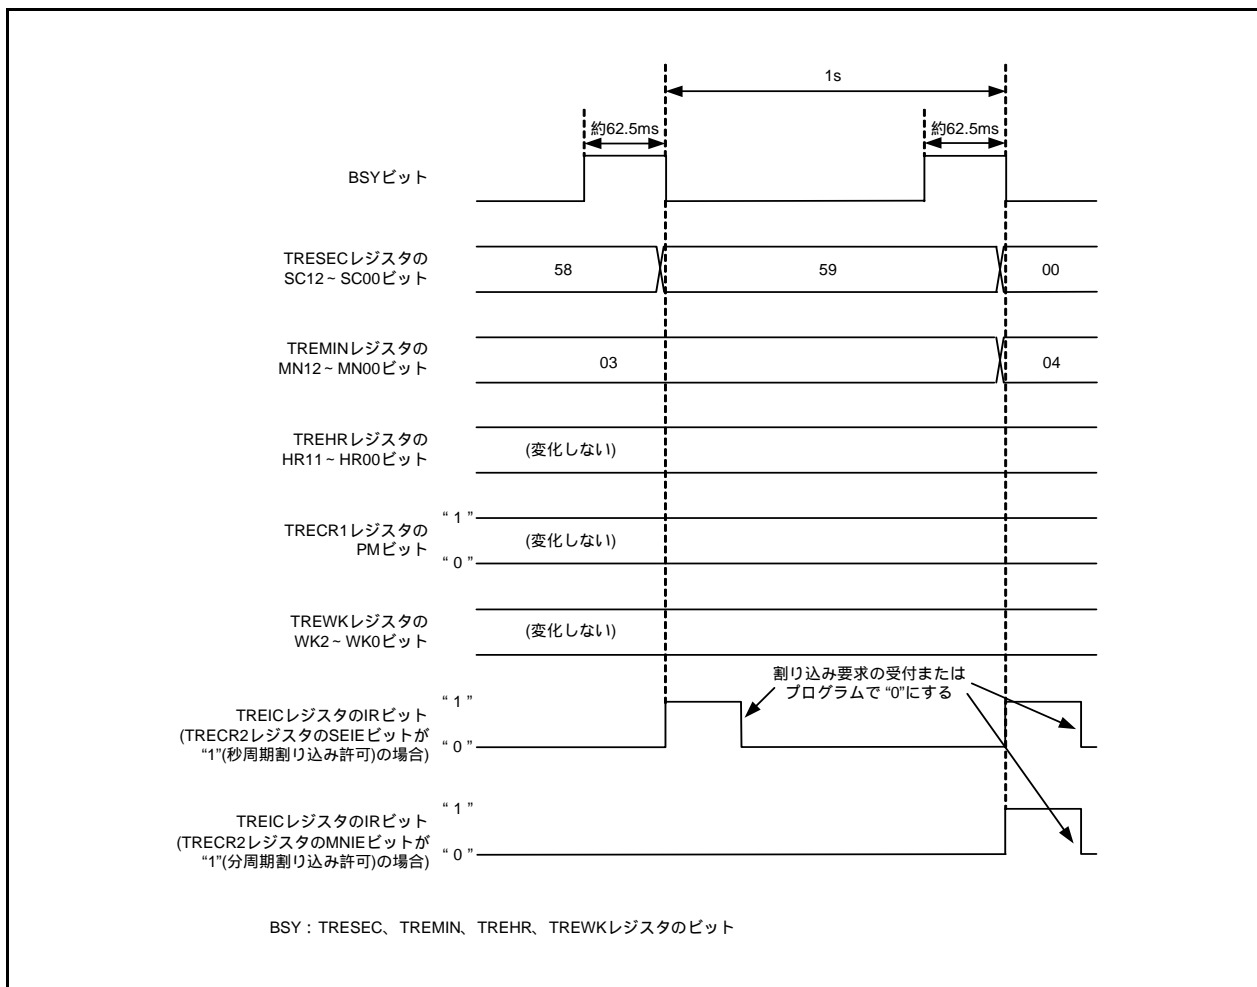 1s
約62.5ms
約62.5ms
BSYビット
TRESECレジスタの
SC12~SC00ビット
58
59
00
TREMINレジスタの
MN12~MN00ビット
03
04
TREHRレジスタの
HR11~HR00ビット
(変化しない)
TRECR1レジスタの
PMビット
“1”
“0”
(変化しない)
TREWKレジスタの
WK2~WK0ビット
(変化しない)
割り込み要求の受付または
プログラムで“0”にする
TREICレジスタのIRビット
(TRECR2レジスタのSEIEビットが
“1”(秒周期割り込み許可)の場合)
“1”
“0”
TREICレジスタのIRビット
(TRECR2レジスタのMNIEビットが
“1”(分周期割り込み許可)の場合)
“1”
“0”
BSY：TRESEC、TREMIN、TREHR、TREWKレジスタのビット